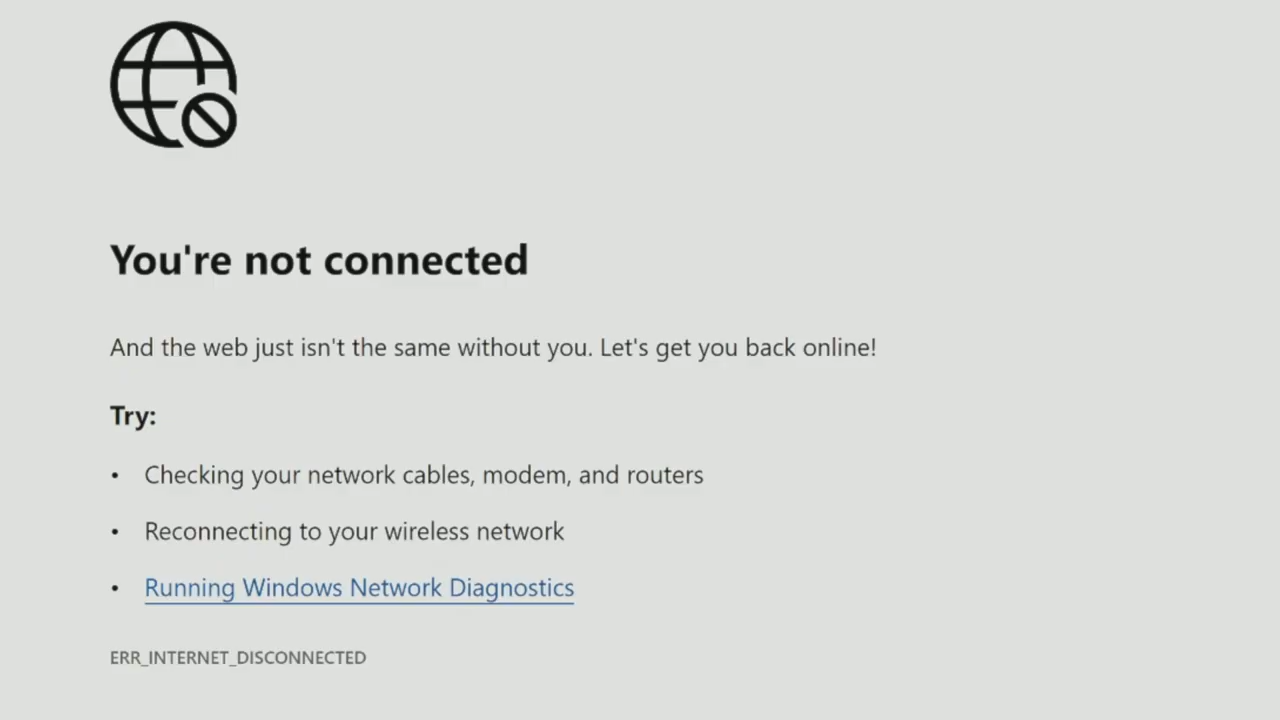 You're not connected
And the web just isn't the same without you. Let's get you back online!
Try:
• Checking your network cables, modem, and routers
• Reconnecting to your wireless network
• Running Windows Network Diagnostics
ERR_INTERNET_DISCONNECTED